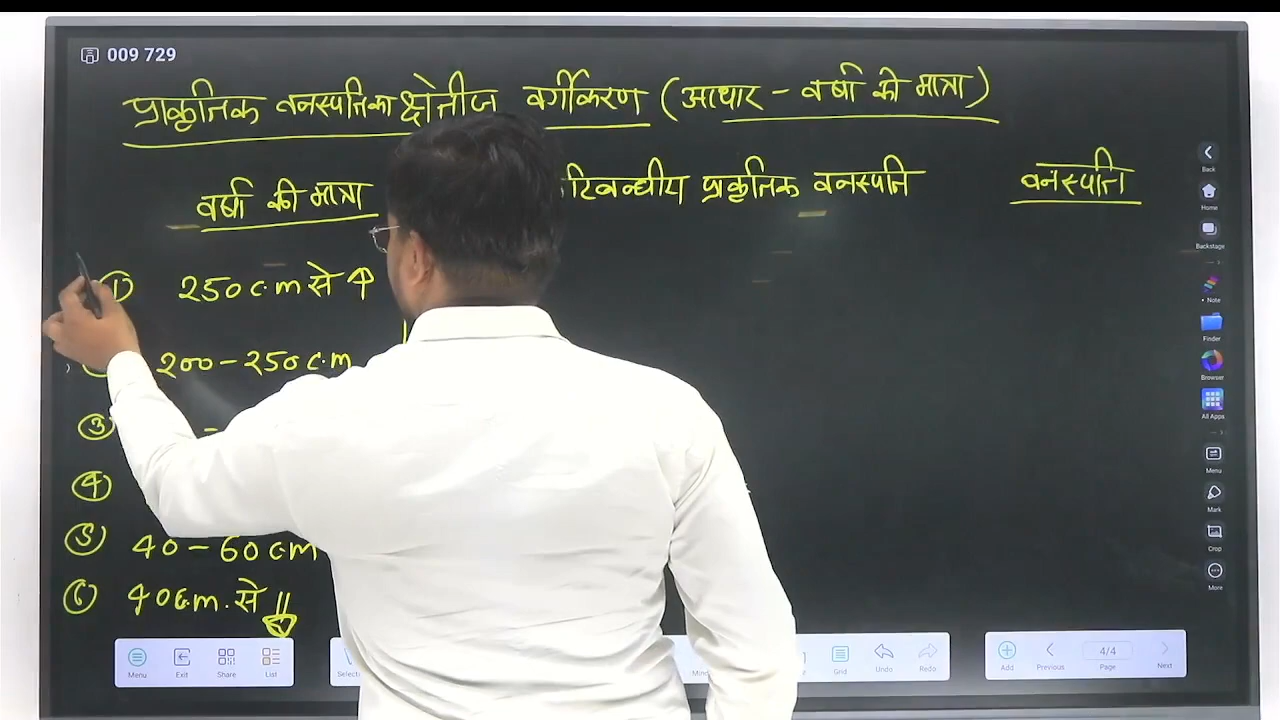 009 729
प्राकृतिक वनस्पतिका क्षेत्रीज वर्गीकरण (आधार - वर्षा की मात्रा)
वर्षा की मात्रा
प्रकृतिक वनस्पति
वनस्पति
① 250 c.m से ↑
200 - 250 c.m
③
④
⑤ 40 - 60 cm
⑥ 40 c.m. से ⇓
Back
Home
Backstage
Note
Finder
Browser
All Apps
Menu
Mark
Crop
More
Menu Exit Share List Grid Undo Redo Add Previous 4/4 Page Next